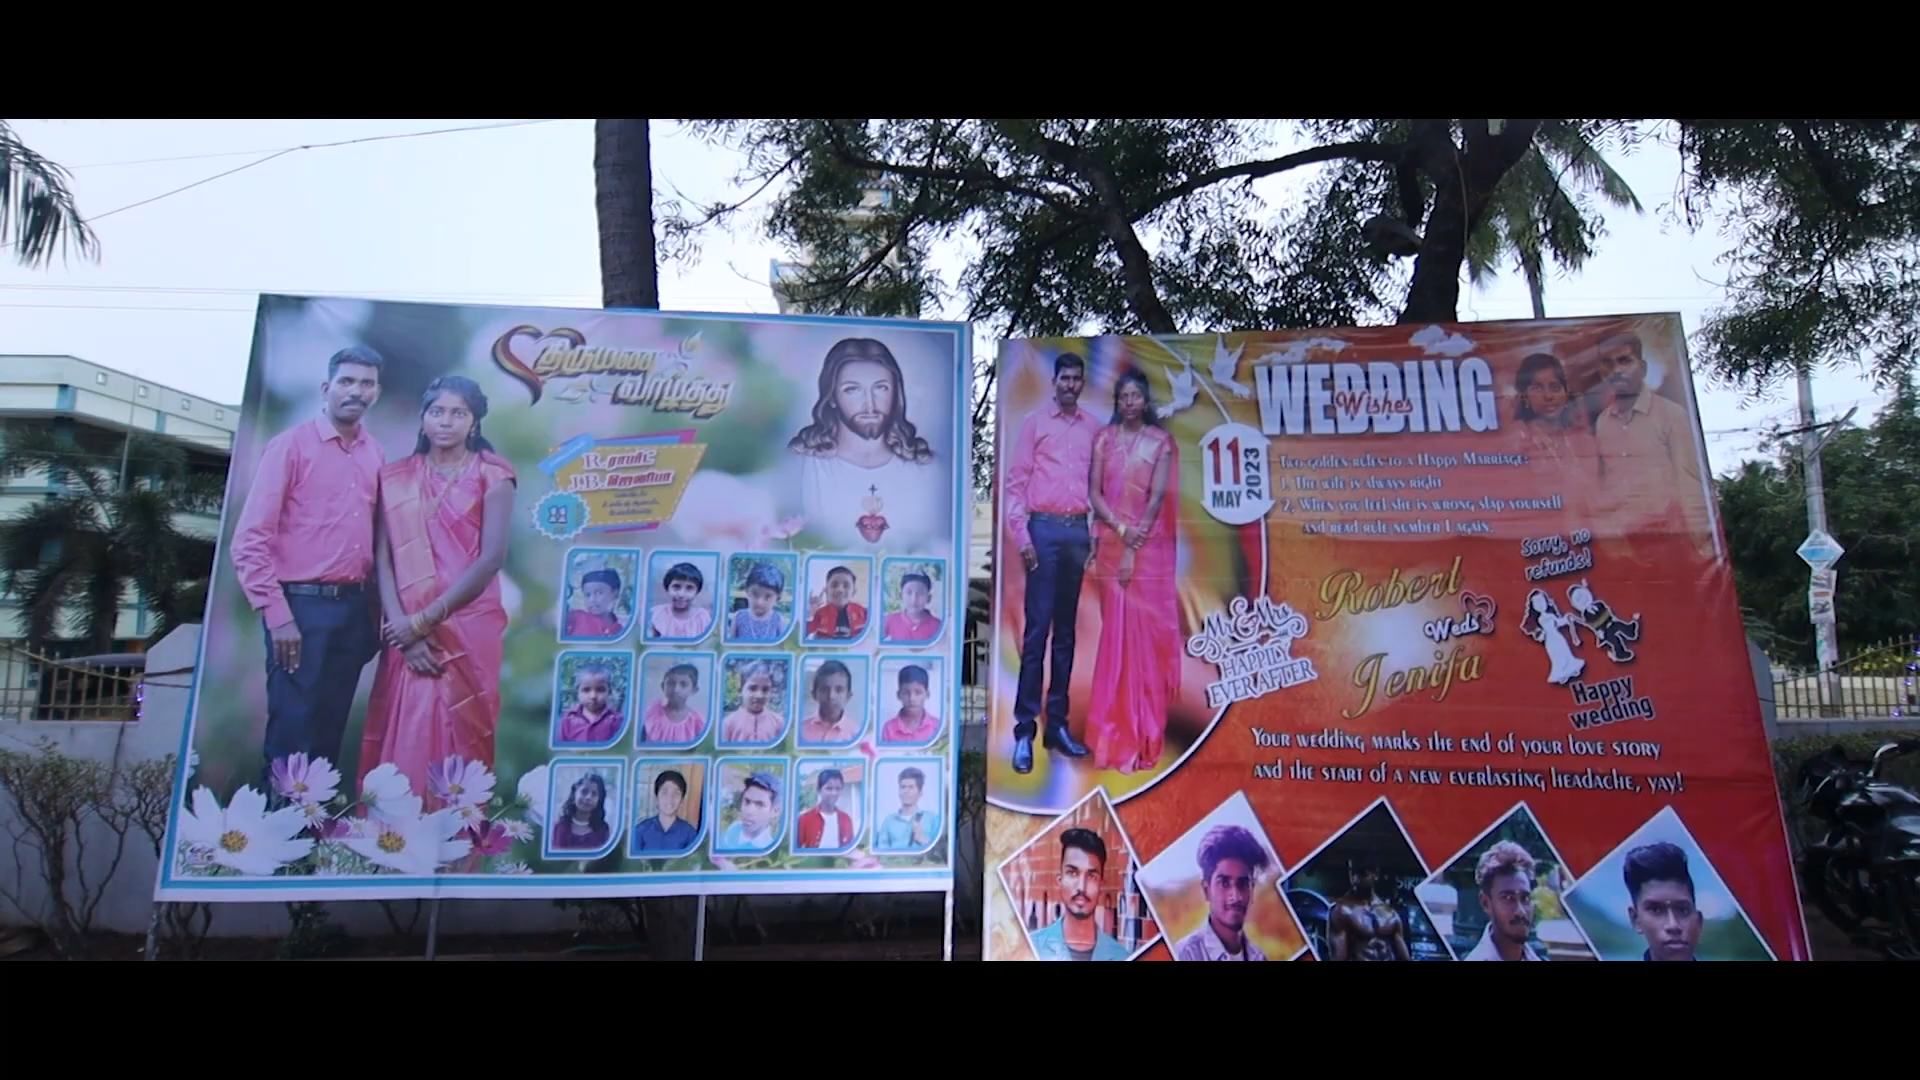 திருமண
வாழ்த்து
R.ராபர்ட்
J.B.ஜெனிபா
11
WEDDING
Wishes
11
MAY
2023
Two golden rules to a Happy Marriage:
1. The wife is always right
2. When you feel she is wrong slap yourself
and read rule number 1 again.
Sorry, no
refunds!
Robert
Weds
Jenifa
Mr & Mrs
HAPPILY
EVER AFTER
Happy
wedding
Your wedding marks the end of your love story
and the start of a new everlasting headache, yay!